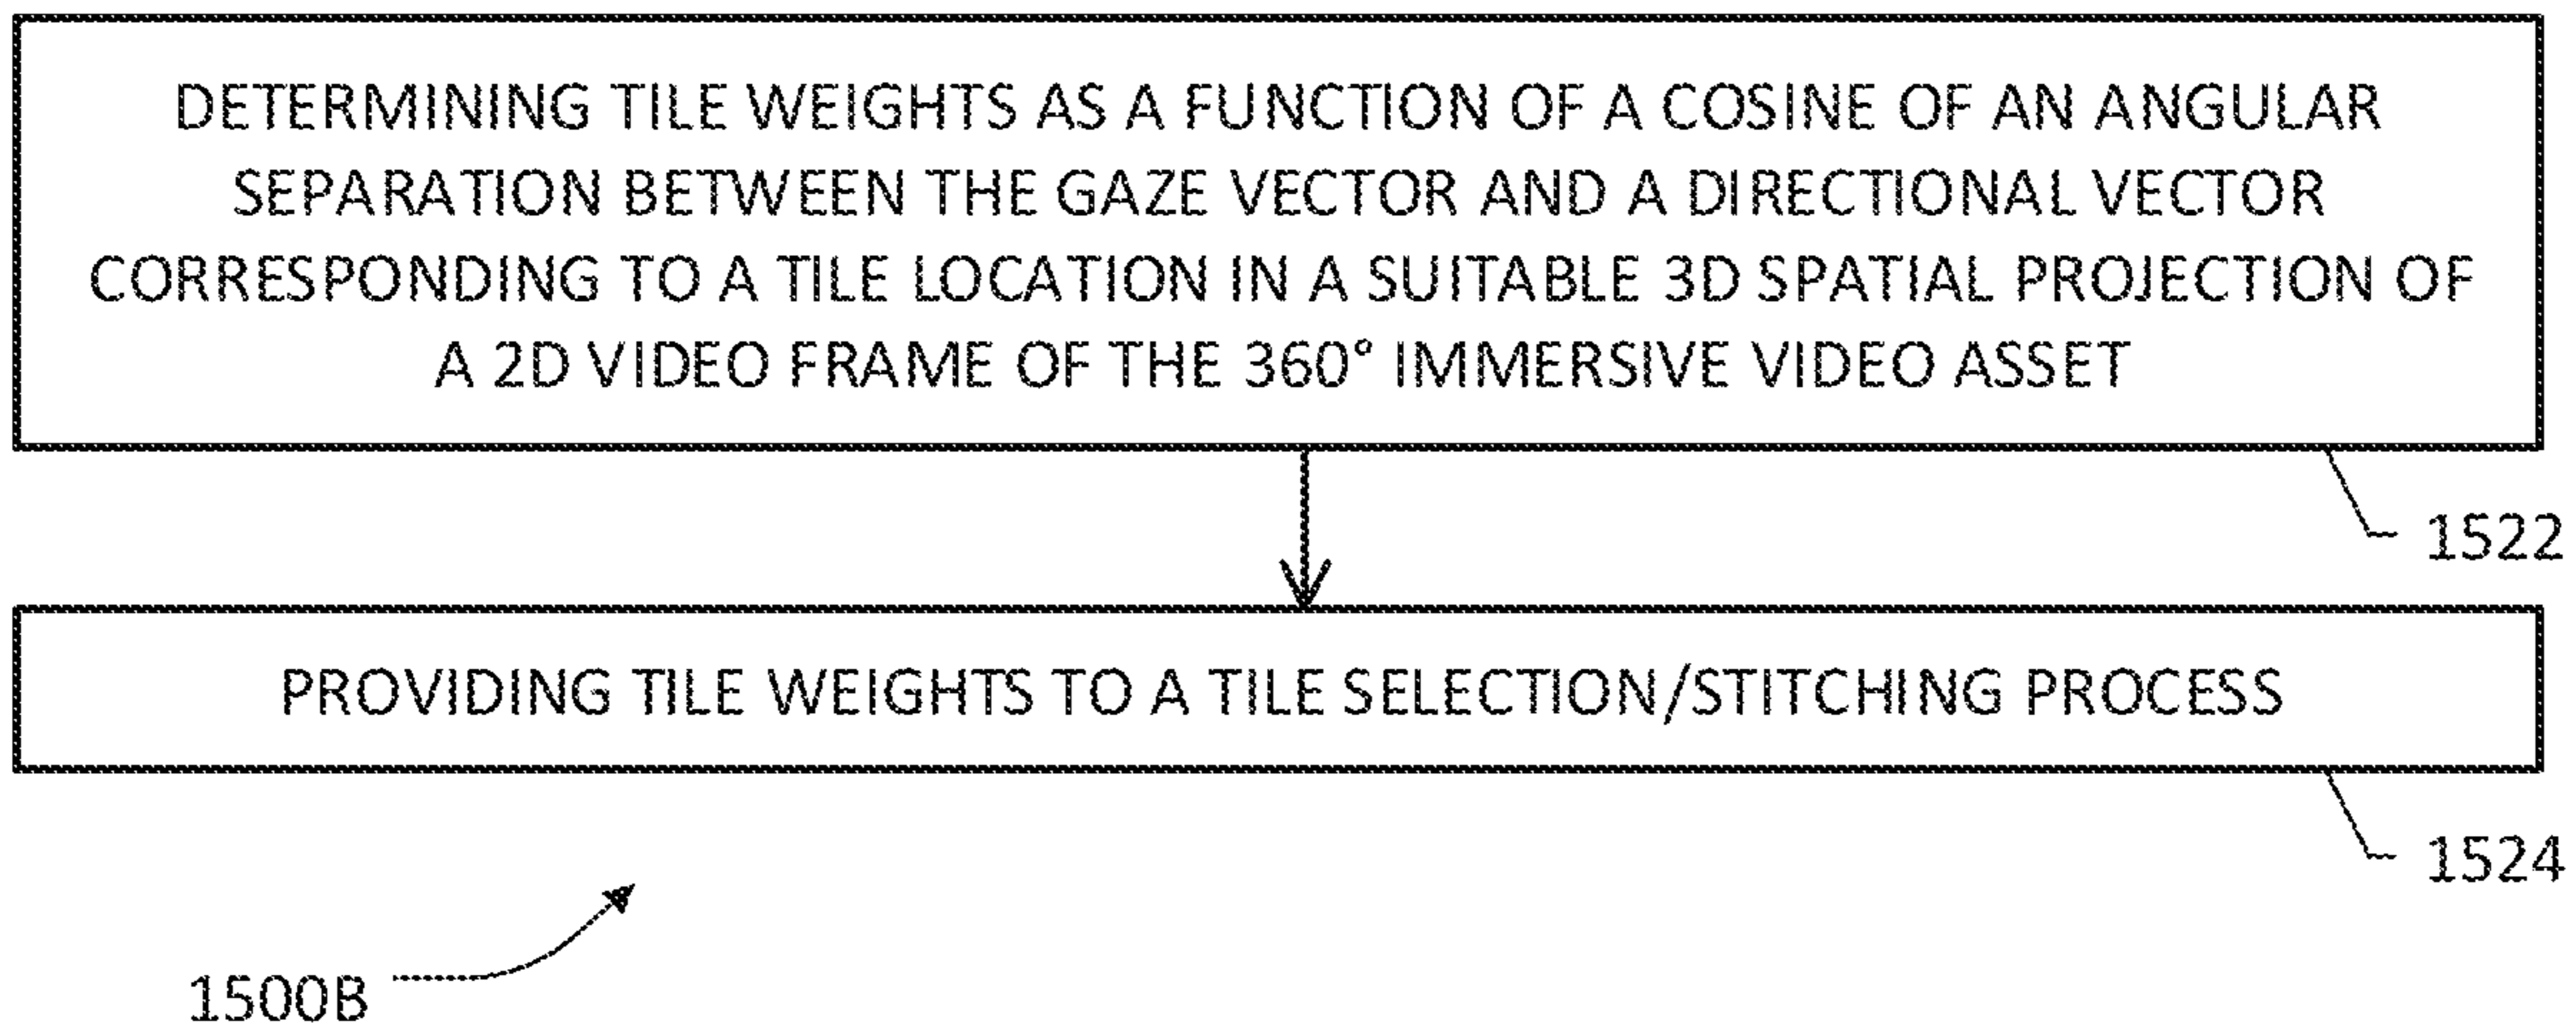 DETERMINING TILE WEIGHTS AS A FUNCTION OF A COSINE OF AN ANGULAR
SEPARATION BETWEEN THE GAZE VECTOR AND A DIRECTIONAL VECTOR
CORRESPONDING TO A TILE LOCATION IN A SUITABLE 3D SPATIAL PROJECTION OF
A 2D VIDEO FRAME OF THE 360° IMMERSIVE VIDEO ASSET
1522
PROVIDING TILE WEIGHTS TO A TILE SELECTION/STITCHING PROCESS
1524
1500B